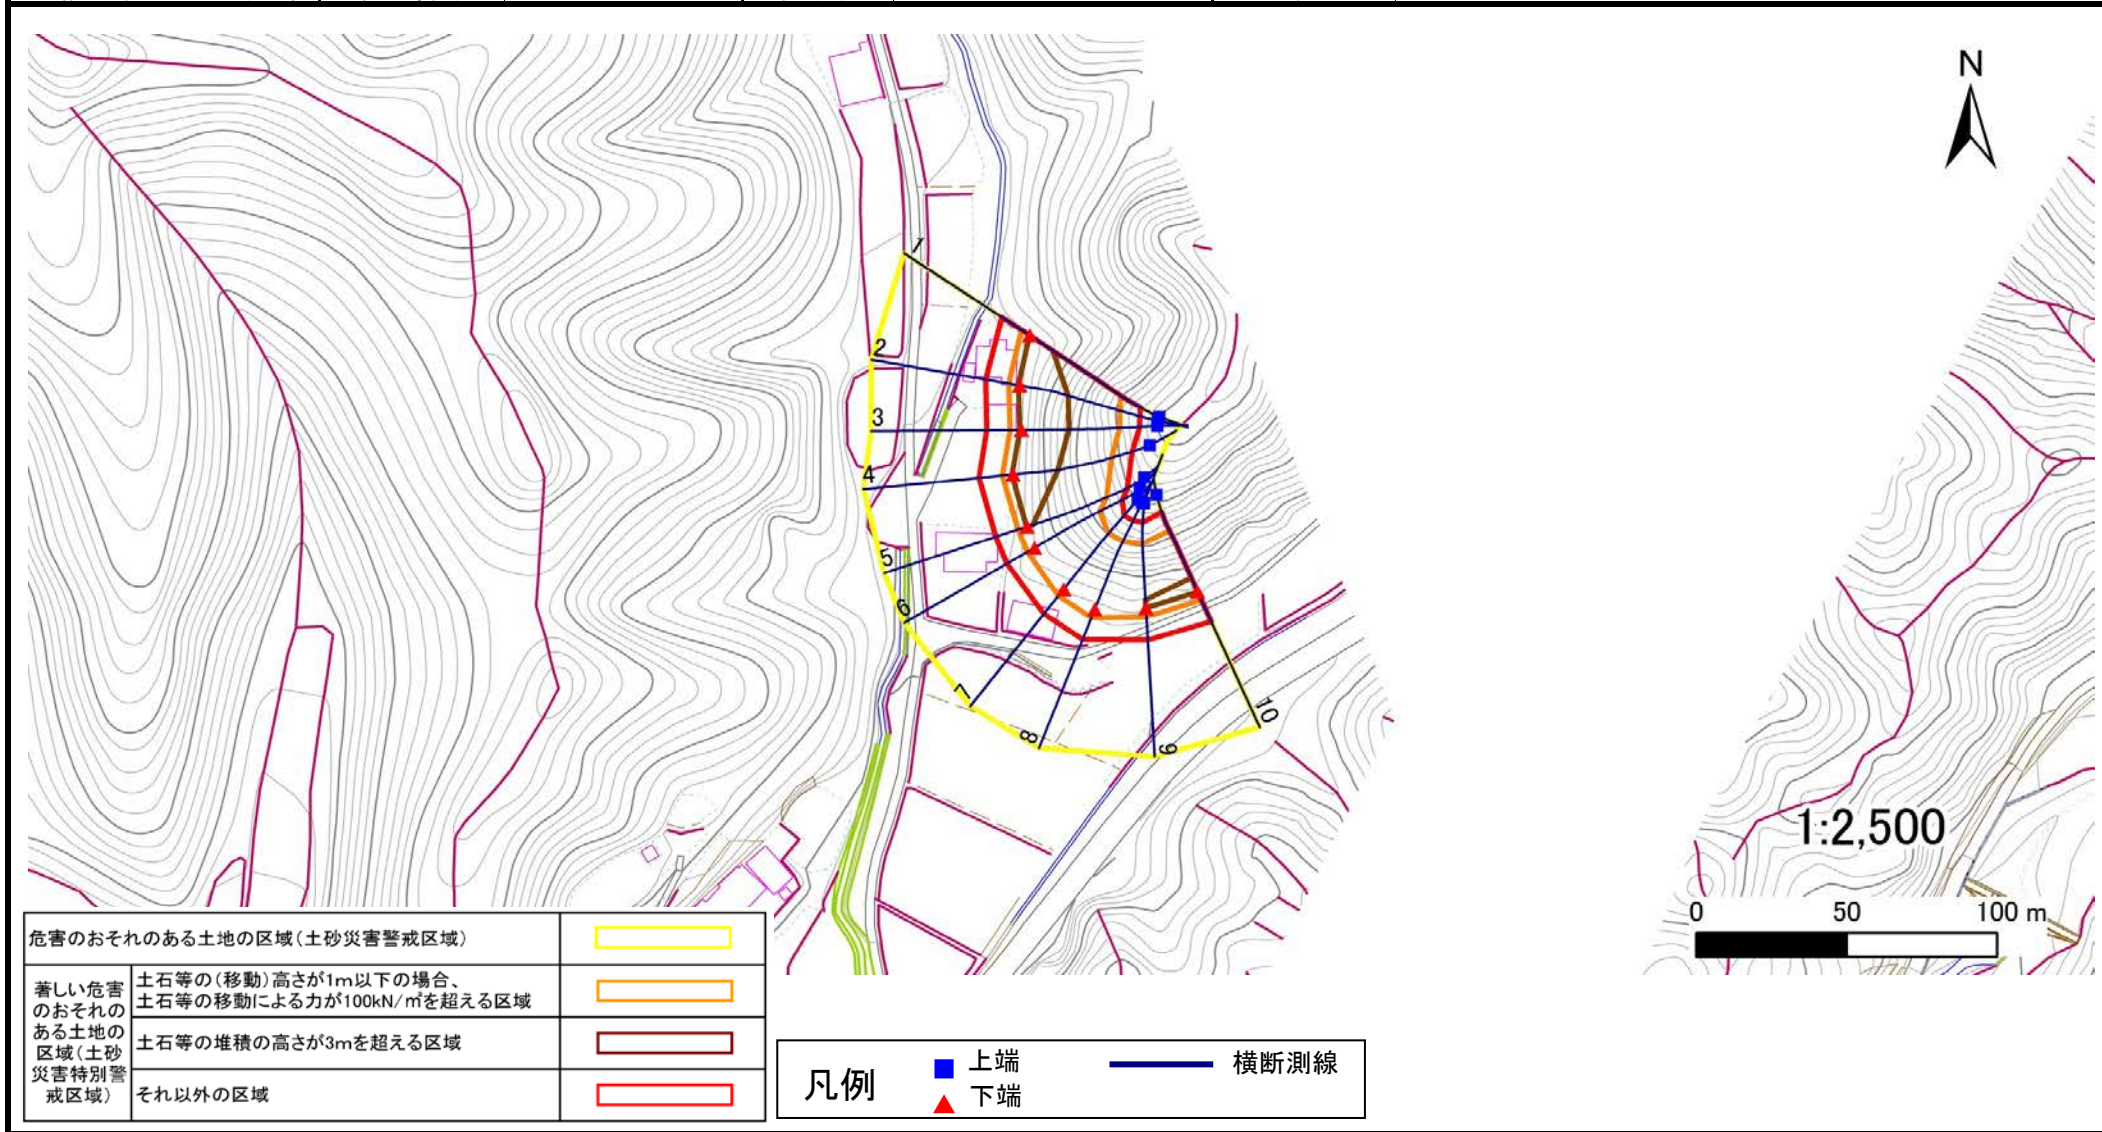 N
1
2
3
4
5
6
7
8
9
10
1:2,500
0 50 100 m
危害のおそれのある土地の区域(土砂災害警戒区域)
著しい危害
のおそれの
ある土地の
区域(土砂
災害特別警
戒区域)
土石等の(移動)高さが1m以下の場合、
土石等の移動による力が100kN/㎡を超える区域
土石等の堆積の高さが3mを超える区域
それ以外の区域
凡例
上端
下端
横断測線